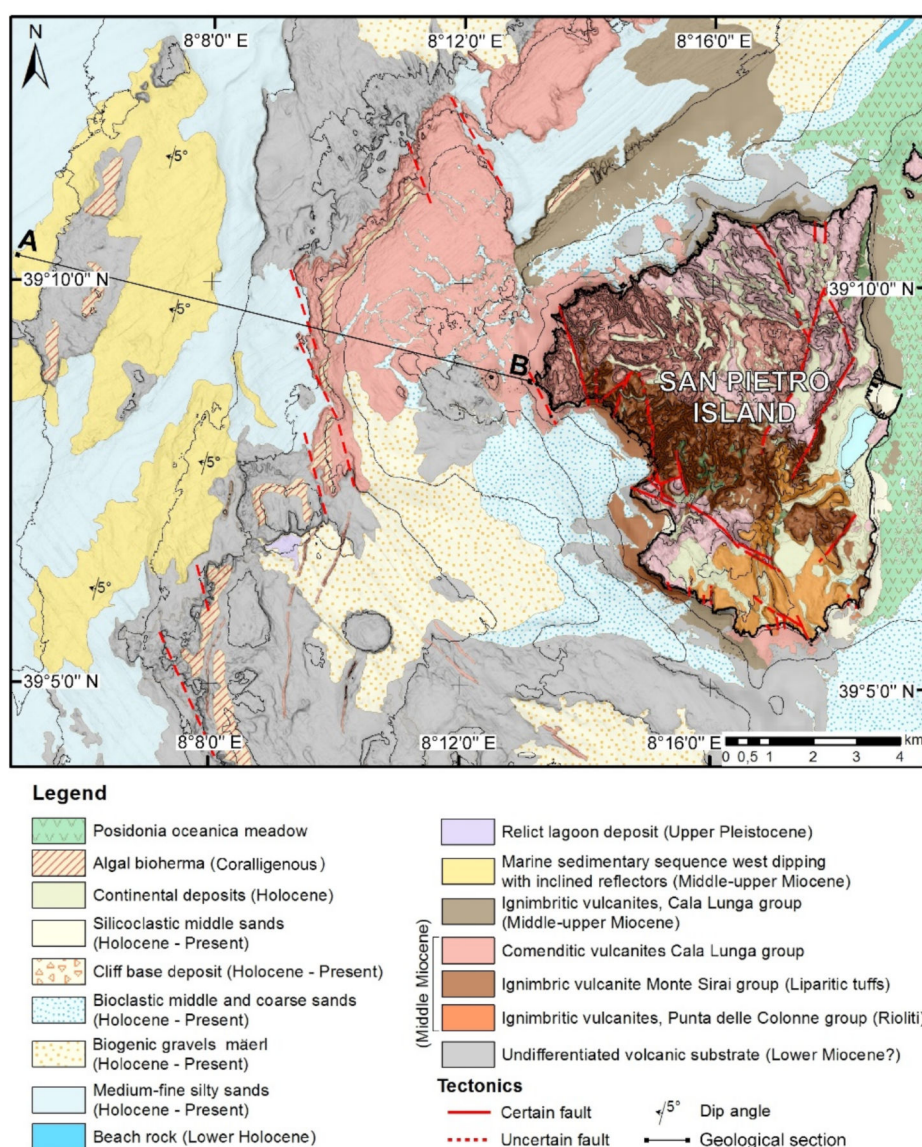 N
8°8'0" E
8°12'0" E
8°16'0" E
5°
A
39°10'0" N
39°10'0" N
5°
B
SAN PIETRO
ISLAND
5°
5°
39°5'0" N
39°5'0" N
8°8'0" E
8°12'0" E
8°16'0" E
km
0 0,5 1 2 3 4
Legend
Posidonia oceanica meadow
Algal bioherma (Coralligenous)
Continental deposits (Holocene)
Silicoclastic middle sands
(Holocene - Present)
Cliff base deposit (Holocene - Present)
Bioclastic middle and coarse sands
(Holocene - Present)
Biogenic gravels mäerl
(Holocene - Present)
Medium-fine silty sands
(Holocene - Present)
Beach rock (Lower Holocene)
Relict lagoon deposit (Upper Pleistocene)
Marine sedimentary sequence west dipping
with inclined reflectors (Middle-upper Miocene)
Ignimbritic vulcanites, Cala Lunga group
(Middle-upper Miocene)
(Middle Miocene)
Comenditic vulcanites Cala Lunga group
Ignimbric vulcanite Monte Sirai group (Liparitic tuffs)
Ignimbritic vulcanites, Punta delle Colonne group (Rioliti)
Undifferentiated volcanic substrate (Lower Miocene?)
Tectonics
Certain fault
5° Dip angle
Uncertain fault
Geological section